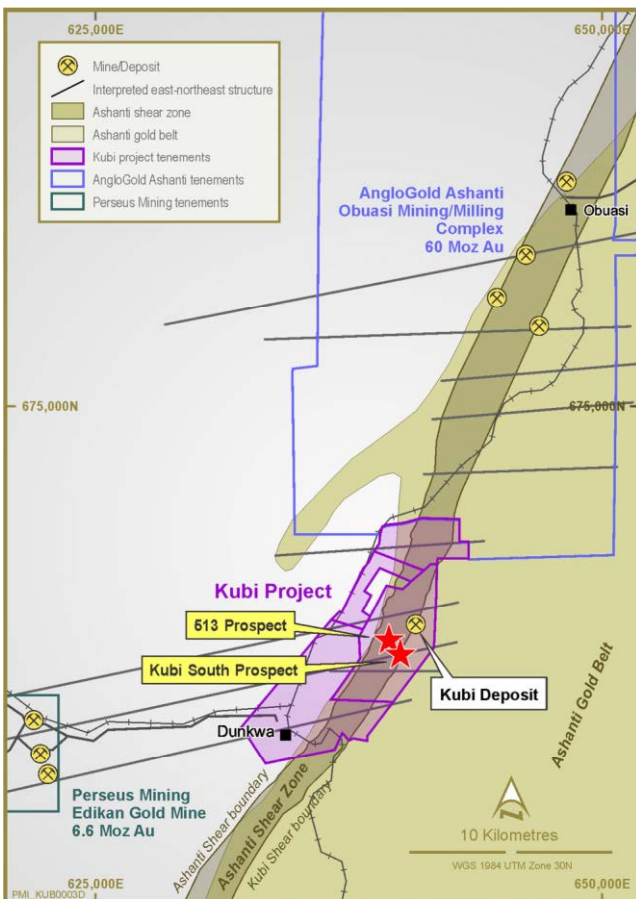 625,000E
650,000E
Mine/Deposit
Interpreted east-northeast structure
Ashanti shear zone
Ashanti gold belt
Kubi project tenements
AngloGold Ashanti tenements
Perseus Mining tenements
AngloGold Ashanti
Obuasi Mining/Milling
Complex
60 Moz Au
Obuasi
675,000N
675,000N
Kubi Project
513 Prospect
Kubi South Prospect
Kubi Deposit
Dunkwa
Perseus Mining
Edikan Gold Mine
6.6 Moz Au
Ashanti Shear boundary
Ashanti Shear Zone
Kubi Shear boundary
Ashanti Gold Belt
N
10 Kilometres
WGS 1984 UTM Zone 30N
625,000E
650,000E
PMI_KUB0003D